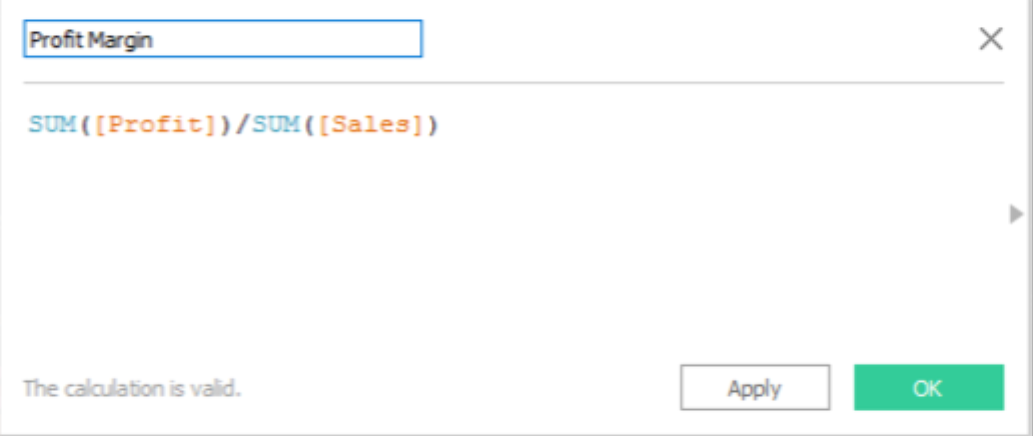 Profit Margin
SUM([Profit])/SUM([Sales])
The calculation is valid.
Apply
OK